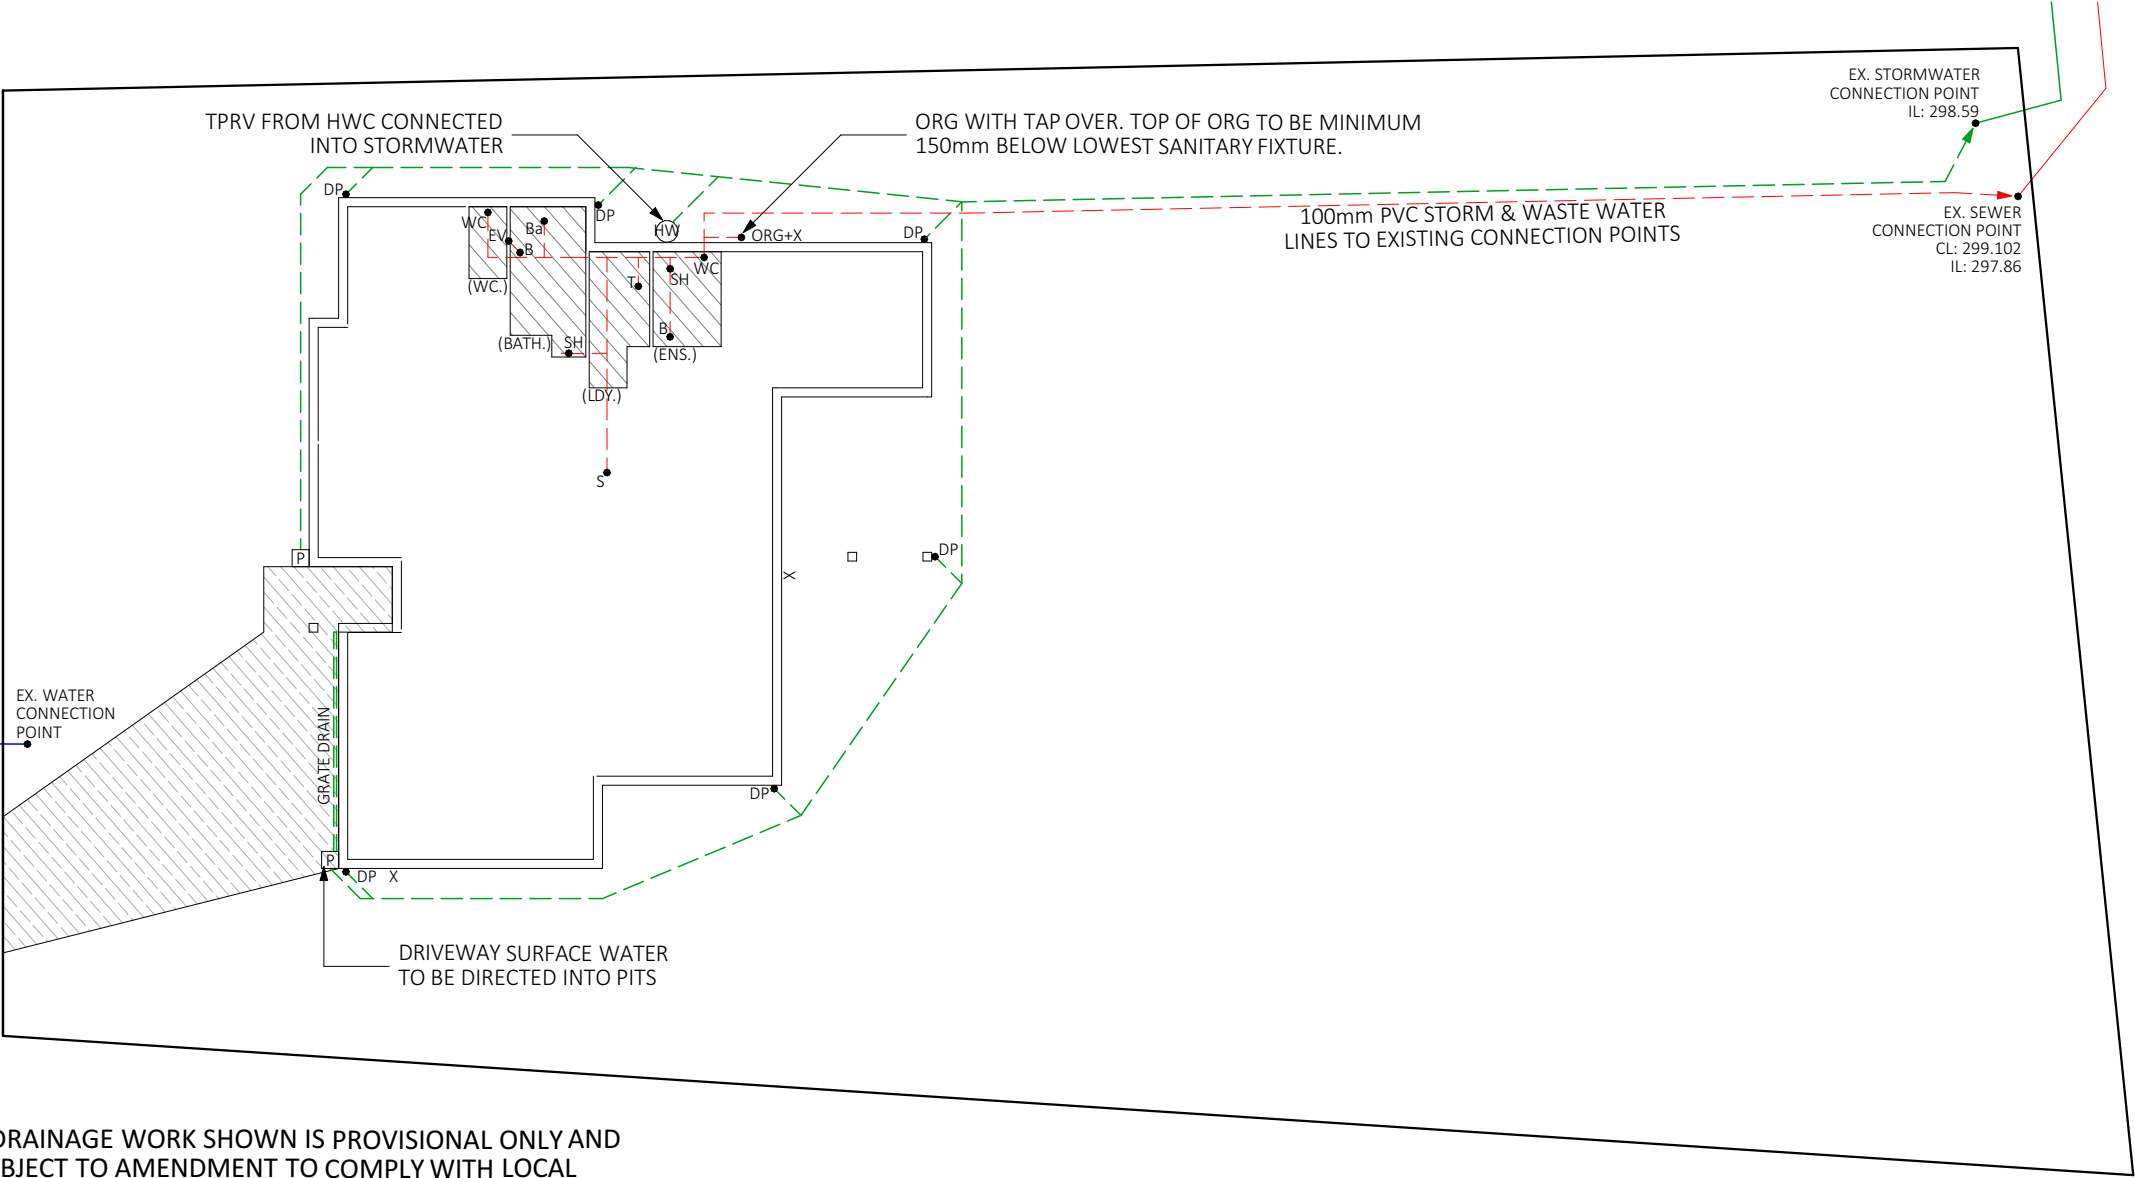 EX. STORMWATER
CONNECTION POINT
IL: 298.59
TPRV FROM HWC CONNECTED
INTO STORMWATER
ORG WITH TAP OVER. TOP OF ORG TO BE MINIMUM
150mm BELOW LOWEST SANITARY FIXTURE.
DP
DP
WC
EV
Ba
B
HW
ORG+X
DP
100mm PVC STORM & WASTE WATER
LINES TO EXISTING CONNECTION POINTS
EX. SEWER
CONNECTION POINT
CL: 299.102
IL: 297.86
WC
SH
T
(WC.)
B
(BATH.)
SH
(ENS.)
(LDY.)
S
P
DP
X
EX. WATER
CONNECTION
POINT
GRATE DRAIN
DP
P
DP X
DRIVEWAY SURFACE WATER
TO BE DIRECTED INTO PITS
DRAINAGE WORK SHOWN IS PROVISIONAL ONLY AND
BJECT TO AMENDMENT TO COMPLY WITH LOCAL